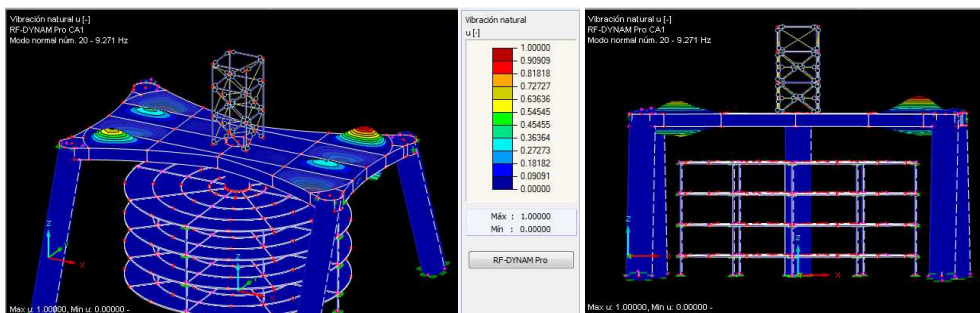 Vibración natural u [-]
RF-DYNAM Pro CA1
Modo normal núm. 20 - 9.271 Hz
Z
X
Z
X
Max u: 1.00000, Min u: 0.00000 -
Vibración natural
u [-]
1.00000
0.90909
0.81818
0.72727
0.63636
0.54545
0.45455
0.36364
0.27273
0.18182
0.09091
0.00000
Máx : 1.00000
Mín : 0.00000
RF-DYNAM Pro
Vibración natural u [-]
RF-DYNAM Pro CA1
Modo normal núm. 20 - 9.271 Hz
Z
X
Z
X
Max u: 1.00000, Min u: 0.00000 -